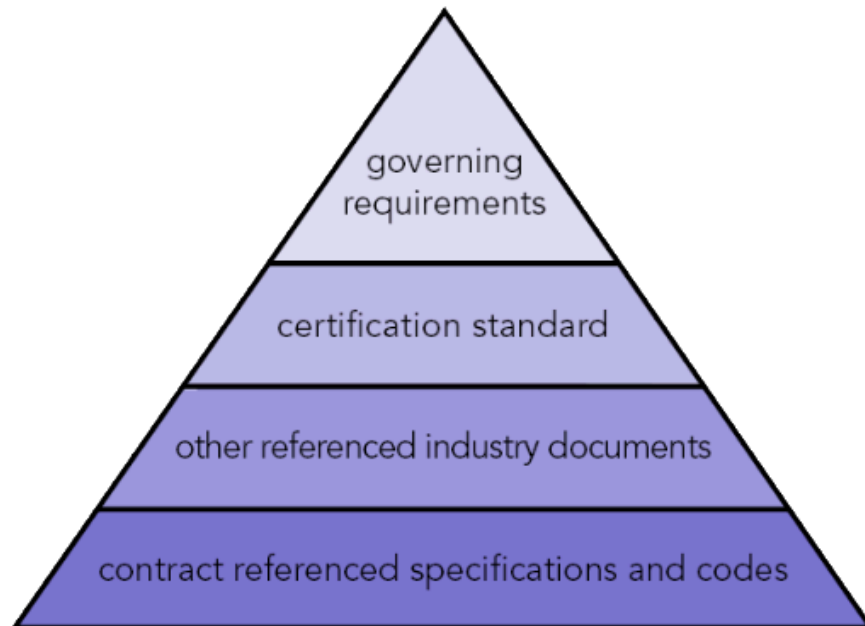 governing
requirements
certification standard
other referenced industry documents
contract referenced specifications and codes